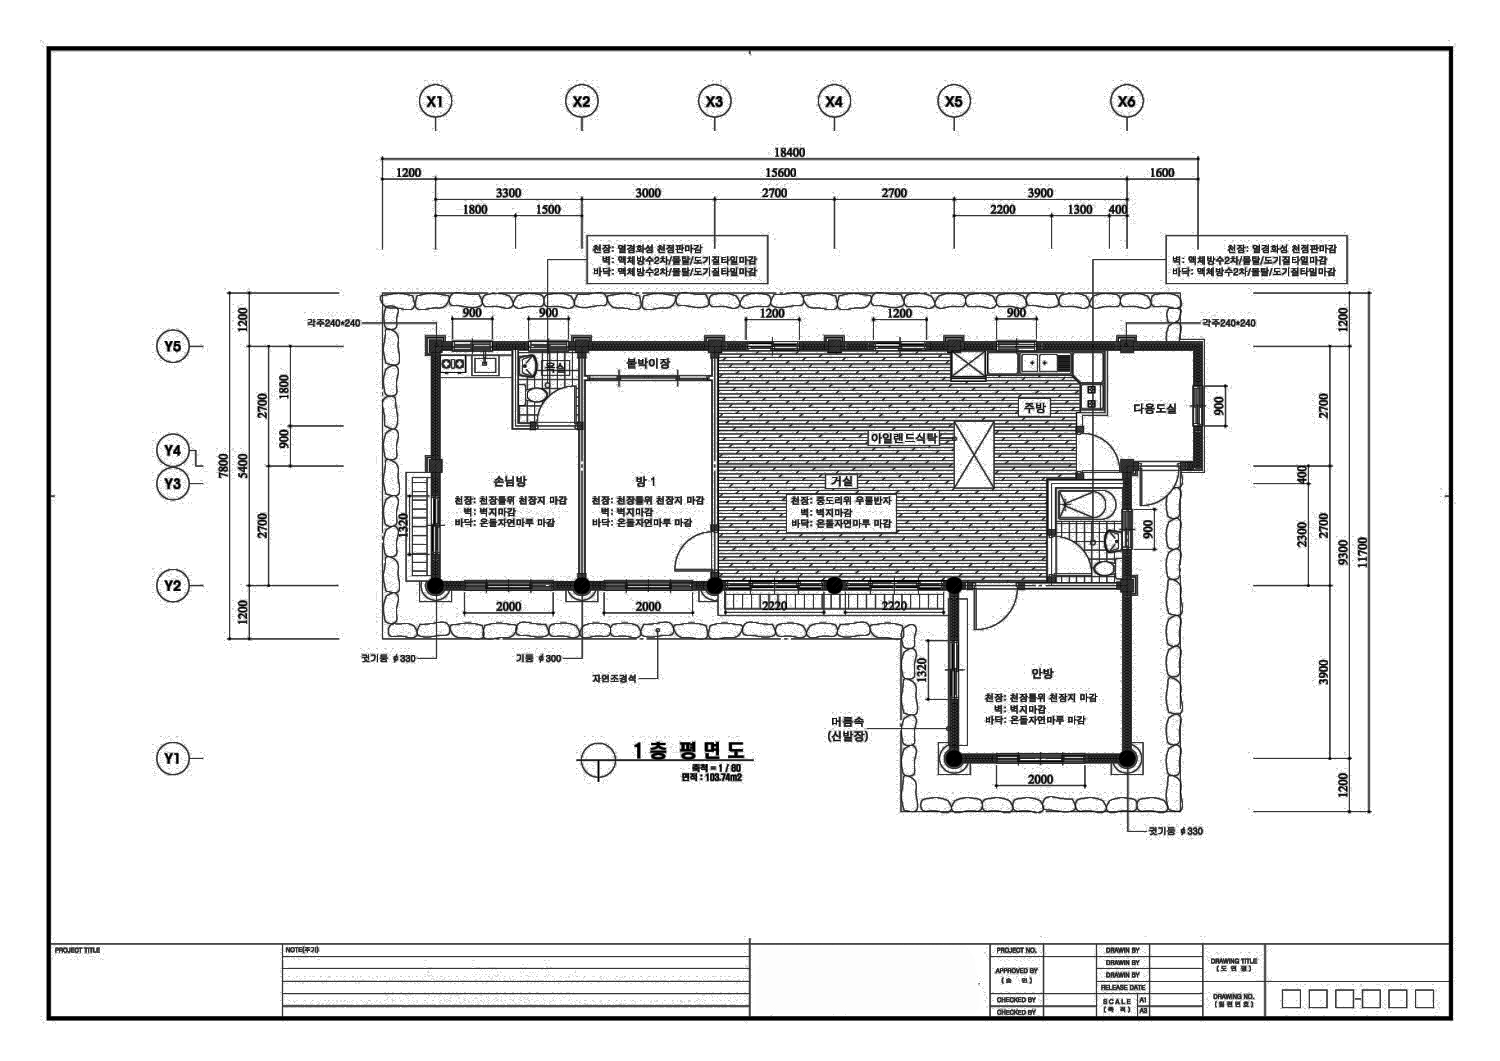 X1 X2 X3 X4 X5 X6
18400
1200 15600 1600
3300 3000 2700 2700 3900
1800 1500 2200 1300 400
천장: 열경화성 천정판마감
벽: 액체방수2차/몰탈/도기질타일마감
바닥: 액체방수2차/몰탈/도기질타일마감
천장: 열경화성 천정판마감
벽: 액체방수2차/몰탈/도기질타일마감
바닥: 액체방수2차/몰탈/도기질타일마감
각주240*240
900 900 1200 1200 900
각주240*240
Y5
Y4
Y3
Y2
Y1
1200
7800
5400
1200
2700
2700
1800
900
1320
욕실
붙박이장
주방
다용도실
900
아일랜드식탁
손님방
천장: 천장틀위 천장지 마감
벽: 벽지마감
바닥: 온돌자연마루 마감
방 1
천장: 천장틀위 천장지 마감
벽: 벽지마감
바닥: 온돌자연마루 마감
거실
천장: 중도리위 우물반자
벽: 벽지마감
바닥: 온돌자연마루 마감
900
400
2300
1200
2700
2700
3900
9300
1200
11700
2000 2000 2220 2220
귓기둥  φ330
기둥 φ300
자연조경석
1320
안방
천장: 천장틀위 천장지 마감
벽: 벽지마감
바닥: 온돌자연마루 마감
머름속
(신발장)
2000
귓기둥 φ330
1층 평면도
축척 = 1 / 60
면적 : 103.74m2
PROJECT TITLE
NOTE(주기)
PROJECT NO.
APPROVED BY
(승 인)
CHECKED BY
CHECKED BY
DRAWN BY
DRAWN BY
DRAWN BY
RELEASE DATE
SCALE
(축 척)
A1
A3
DRAWING TITLE
(도 면 명)
DRAWING NO.